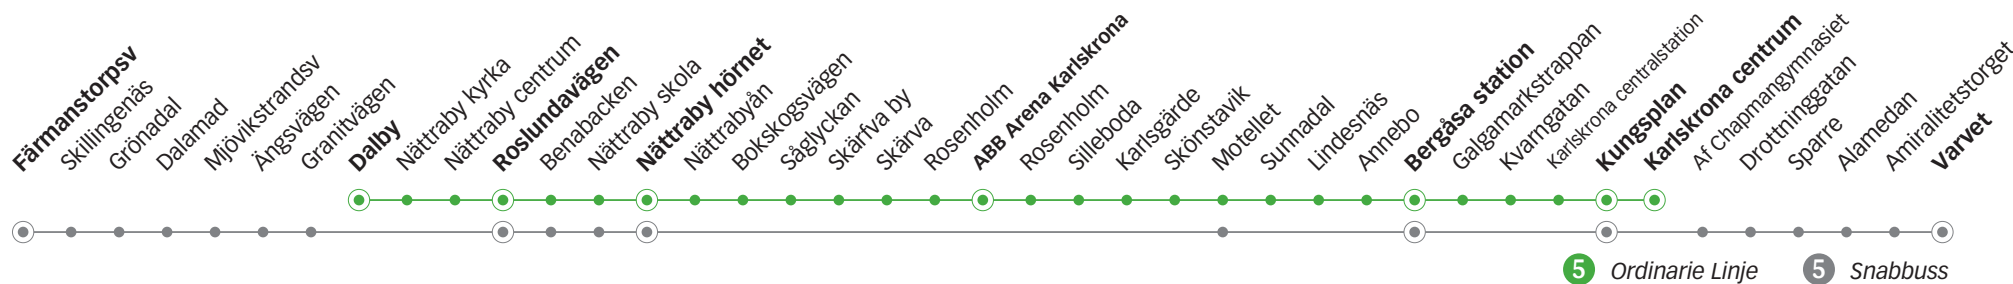 Färmanstorpsv
Skillingenäs
Grönadal
Dalamad
Mjövikstrandsv
Ängsvägen
Granitvägen
Dalby
Nättraby kyrka
Nättraby centrum
Roslundavägen
Benabacken
Nättraby skola
Nättraby hörnet
Nättrabyån
Bokskogsvägen
Såglyckan
Skärfva by
Skärva
Rosenholm
ABB Arena Karlskrona
Rosenholm
Silleboda
Karlsgärde
Skönstavik
Motellet
Sunnadal
Lindesnäs
Annebo
Bergåsa station
Galgamarkstrappan
Kvarngatan
Karlskrona centralstation
Kungsplan
Karlskrona centrum
Af Chapmangymnasiet
Drottninggatan
Sparre
Alamedan
Amiralitetstorget
Varvet
5 Ordinarie Linje
5 Snabbuss